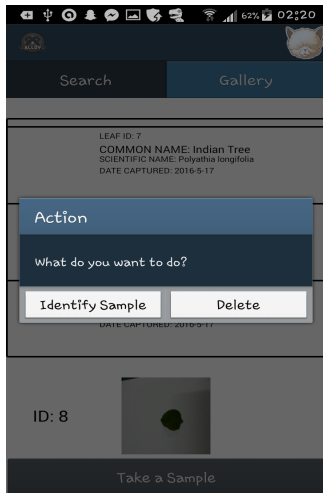 62% 02:20
ALLOY
Search Gallery
LEAF ID: 7
COMMON NAME: Indian Tree
SCIENTIFIC NAME: Polyathia longifolia
DATE CAPTURED: 2016-5-17
Action
What do you want to do?
Identify Sample Delete
DATE CAPTURED: 2016-5-17
ID: 8
Take a Sample